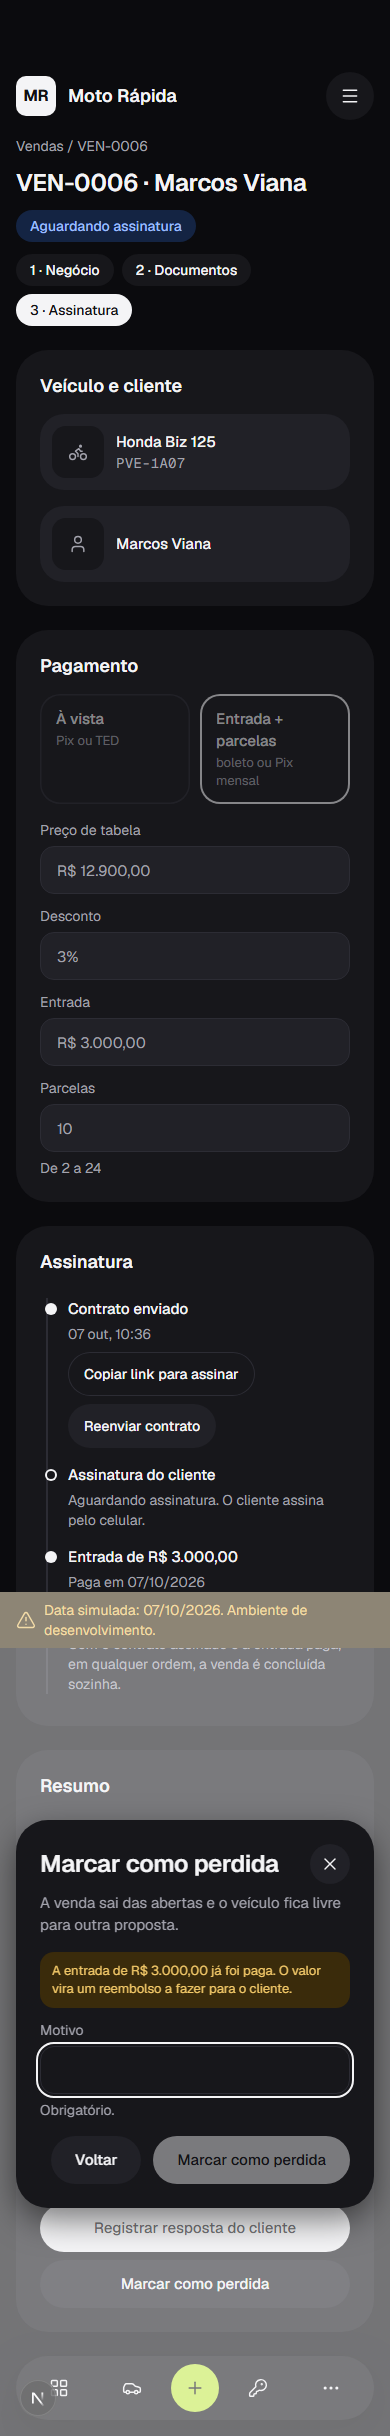 MR Moto Rápida
Vendas / VEN-0006
VEN-0006 · Marcos Viana
Aguardando assinatura
1 · Negócio 2 · Documentos
3 · Assinatura
Veículo e cliente
Honda Biz 125
PVE-1A07
Marcos Viana
Pagamento
À vista
Pix ou TED
Entrada +
parcelas
boleto ou Pix
mensal
Preço de tabela
R$ 12.900,00
Desconto
3%
Entrada
R$ 3.000,00
Parcelas
10
De 2 a 24
Assinatura
Contrato enviado
07 out, 10:36
Copiar link para assinar
Reenviar contrato
Assinatura do cliente
Aguardando assinatura. O cliente assina
pelo celular.
Entrada de R$ 3.000,00
Paga em 07/10/2026
Data simulada: 07/10/2026. Ambiente de
desenvolvimento.
em qualquer ordem, a venda é concluída
sozinha.
Resumo
Marcar como perdida
A venda sai das abertas e o veículo fica livre
para outra proposta.
A entrada de R$ 3.000,00 já foi paga. O valor
vira um reembolso a fazer para o cliente.
Motivo
Obrigatório.
Voltar Marcar como perdida
Registrar resposta do cliente
Marcar como perdida
N